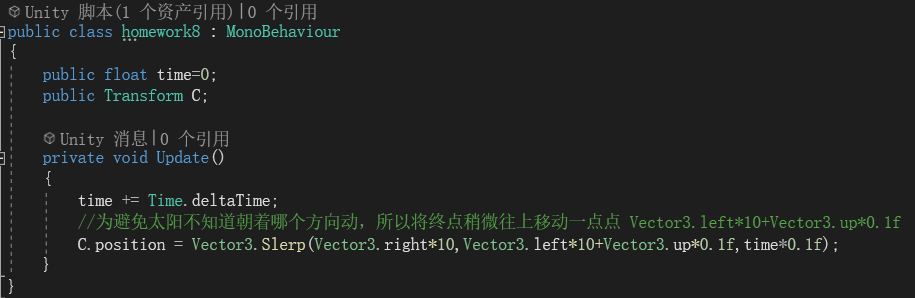 Unity 脚本(1 个资产引用)|0 个引用
public class homework8 : MonoBehaviour
{
public float time=0;
public Transform C;
Unity 消息|0 个引用
private void Update()
{
time += Time.deltaTime;
//为避免太阳不知道朝着哪个方向动，所以将终点稍微往上移动一点点 Vector3.left*10+Vector3.up*0.1f
C.position = Vector3.Slerp(Vector3.right*10,Vector3.left*10+Vector3.up*0.1f,time*0.1f);
}
}